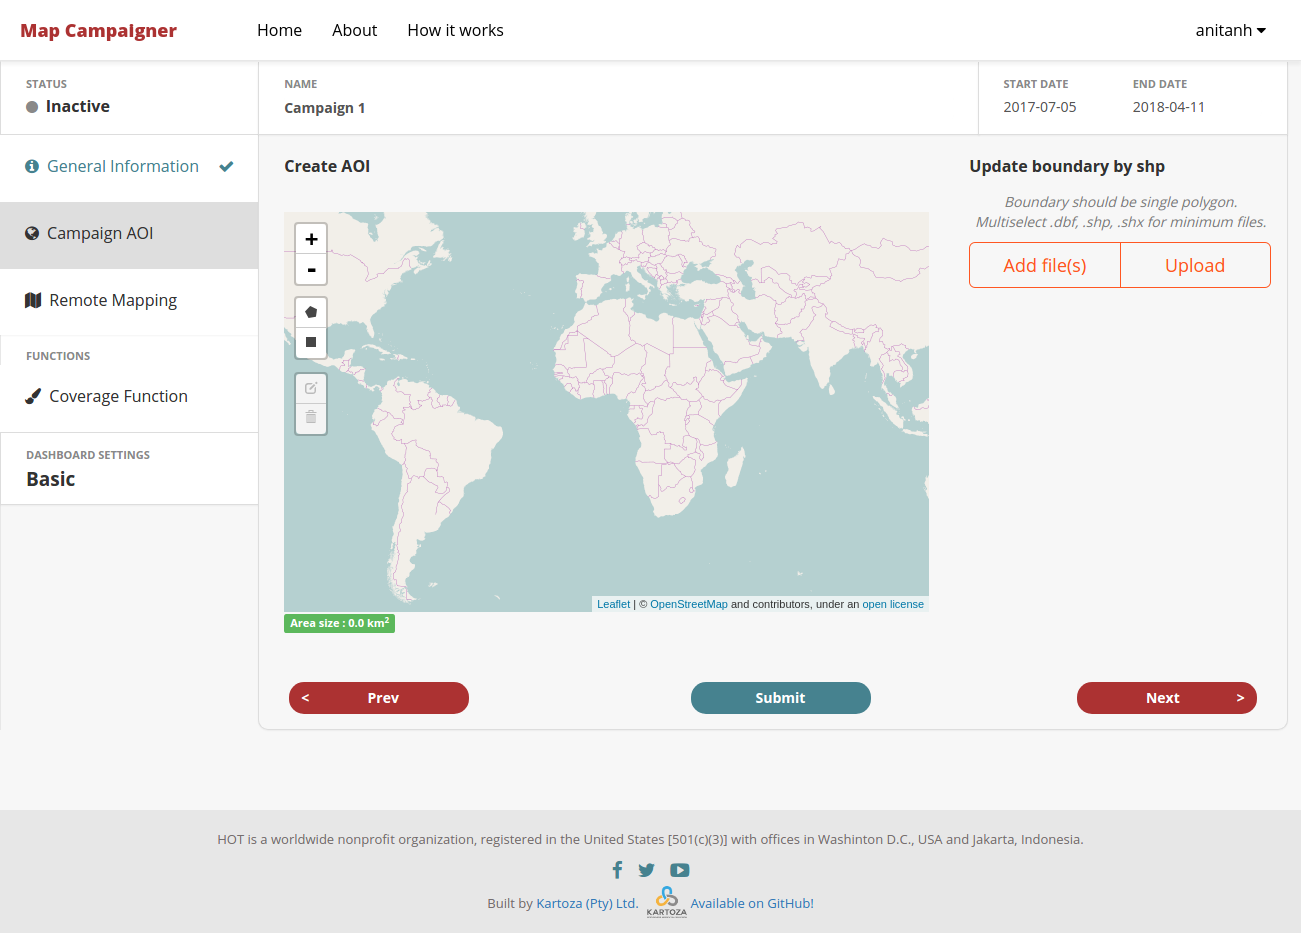 Map Campaigner
Home
About
How it works
anitanh
STATUS
Inactive
NAME
Campaign 1
START DATE
2017-07-05
END DATE
2018-04-11
General Information
Campaign AOI
Remote Mapping
FUNCTIONS
Coverage Function
DASHBOARD SETTINGS
Basic
Create AOI
+
-
Leaflet | © OpenStreetMap and contributors, under an open license
Area size : 0.0 km²
Update boundary by shp
Boundary should be single polygon.
Multiselect .dbf, .shp, .shx for minimum files.
Add file(s)
Upload
< Prev
Submit
Next >
HOT is a worldwide nonprofit organization, registered in the United States [501(c)(3)] with offices in Washinton D.C., USA and Jakarta, Indonesia.
Built by Kartoza (Pty) Ltd. KARTOZA Available on GitHub!